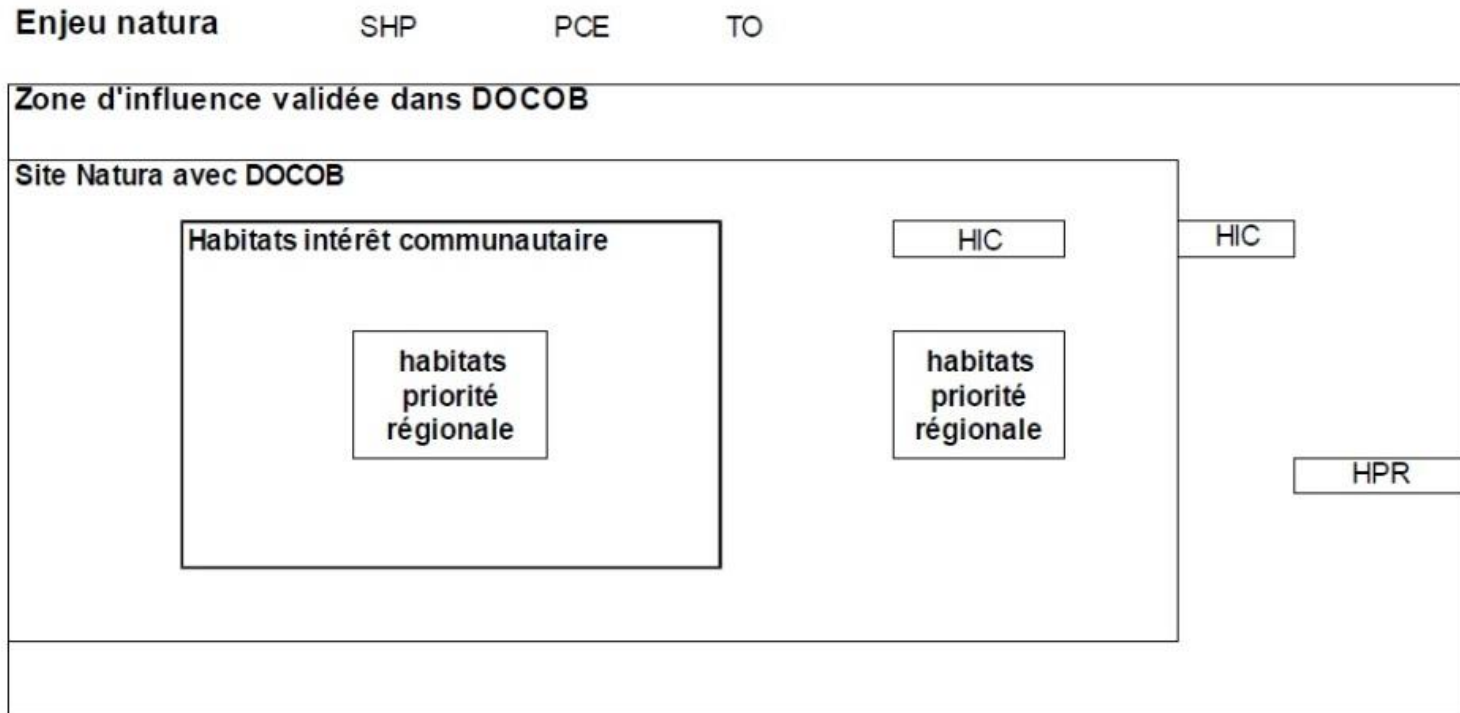 Enjeu natura SHP PCE TO
Zone d'influence validée dans DOCOB
Site Natura avec DOCOB
Habitats intérêt communautaire
HIC
HIC
habitats
priorité
régionale
habitats
priorité
régionale
HPR